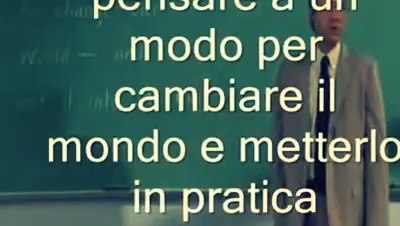 pensare a un
modo per
cambiare il
mondo e metterlo
in pratica